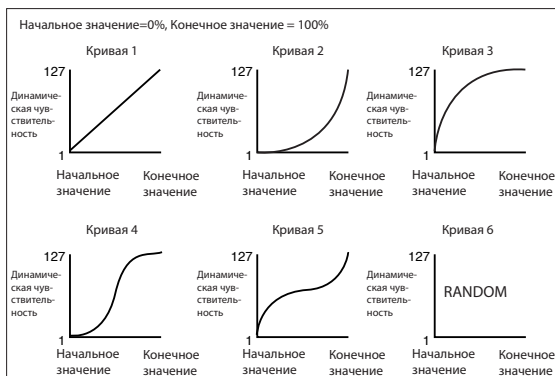 Начальное значение=0%, Конечное значение = 100%
Кривая 1
127
Динамиче-
ская чув-
ствитель-
ность
1
Начальное
значение
Конечное
значение
Кривая 2
127
Динамиче-
ская чув-
ствитель-
ность
1
Начальное
значение
Конечное
значение
Кривая 3
127
Динамиче-
ская чув-
ствитель-
ность
1
Начальное
значение
Конечное
значение
Кривая 4
127
Динамиче-
ская чув-
ствитель-
ность
1
Начальное
значение
Конечное
значение
Кривая 5
127
Динамиче-
ская чув-
ствитель-
ность
1
Начальное
значение
Конечное
значение
Кривая 6
127
Динамиче-
ская чув-
ствитель-
ность
RANDOM
1
Начальное
значение
Конечное
значение